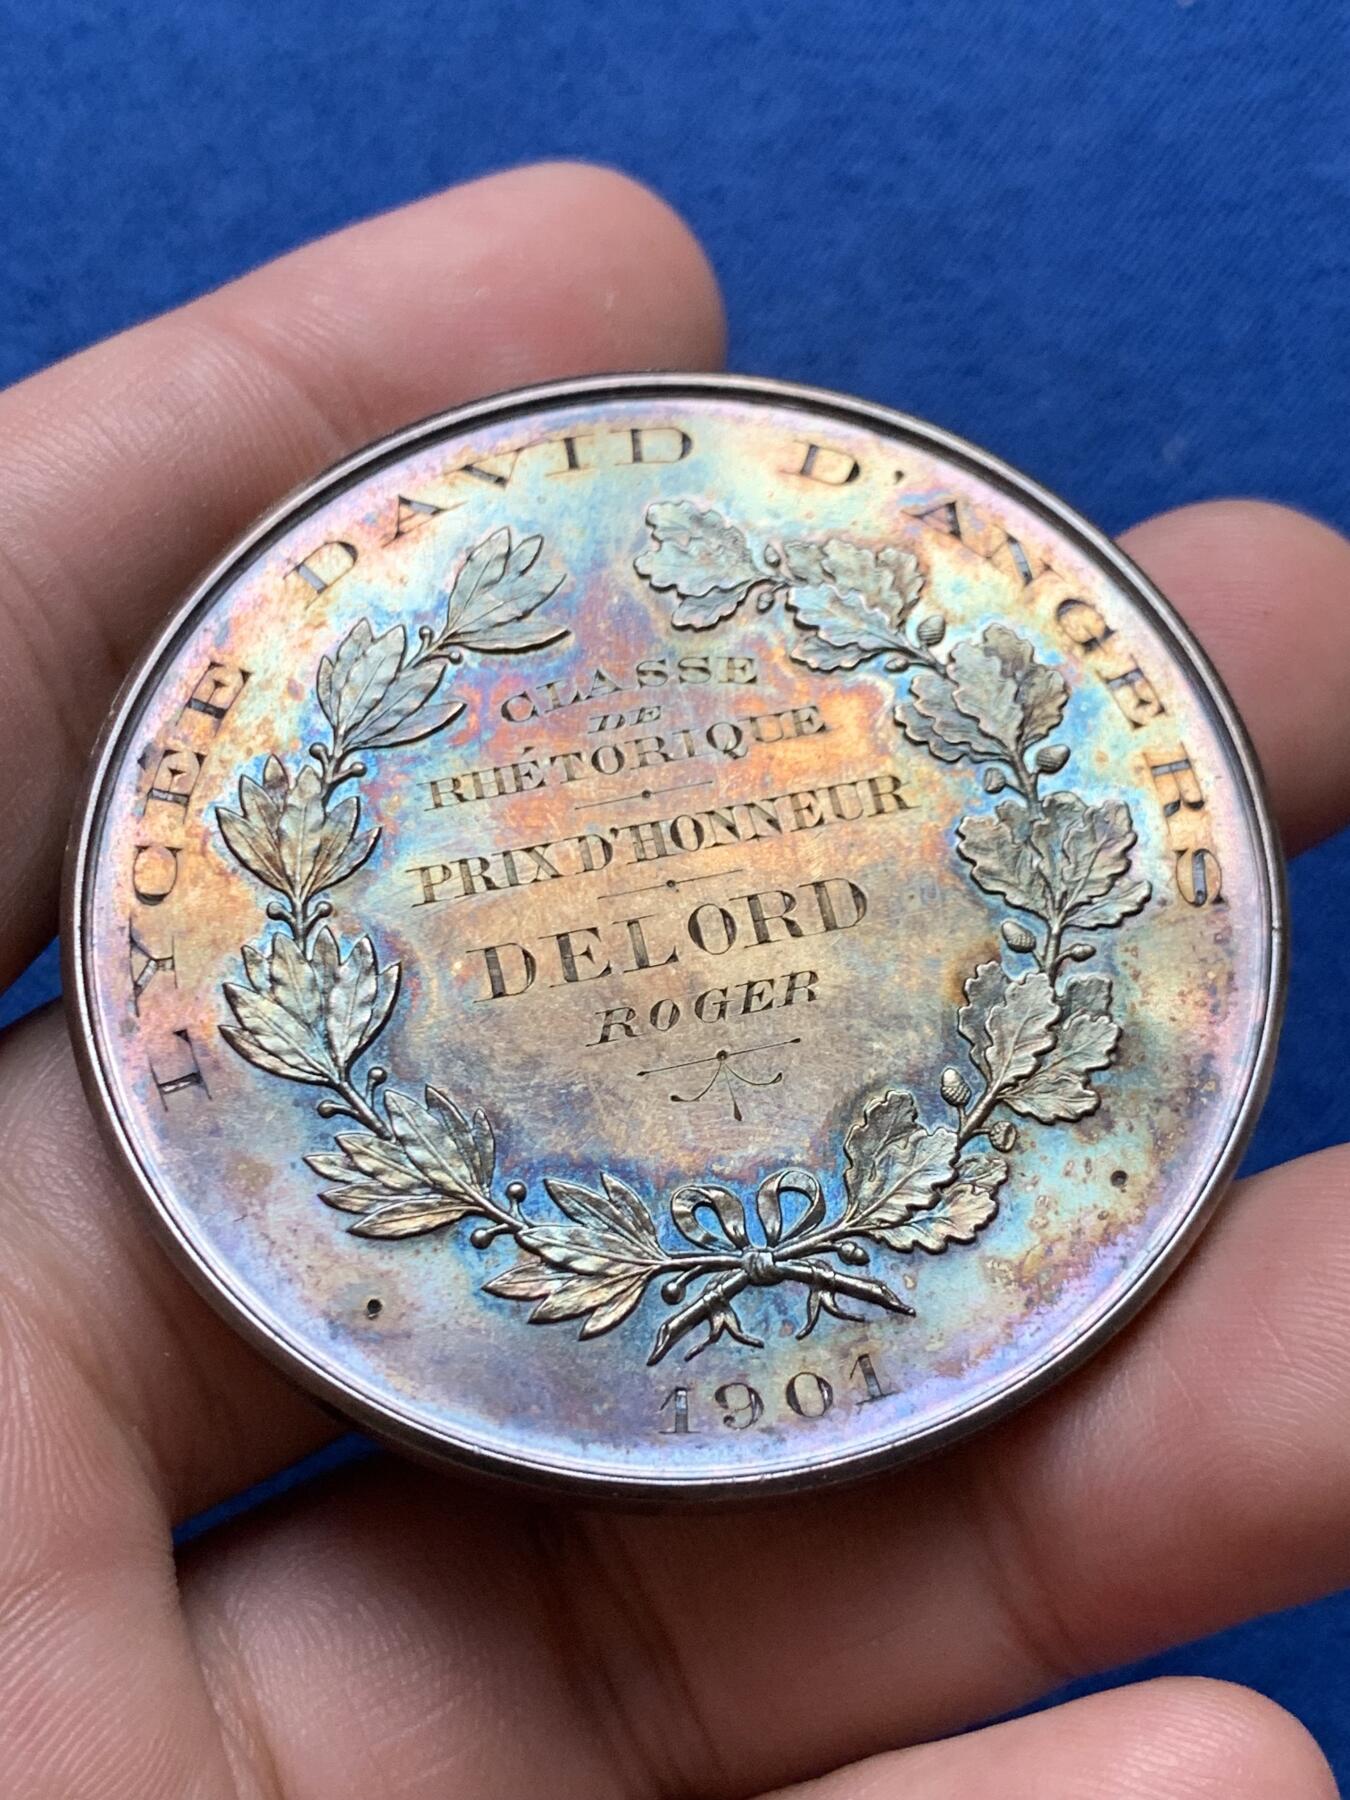 LYCÉE DAVID D'ANGERS
CLASSE
DE
RHÉTORIQUE
PRIX D'HONNEUR
DELORD
ROGER
1901